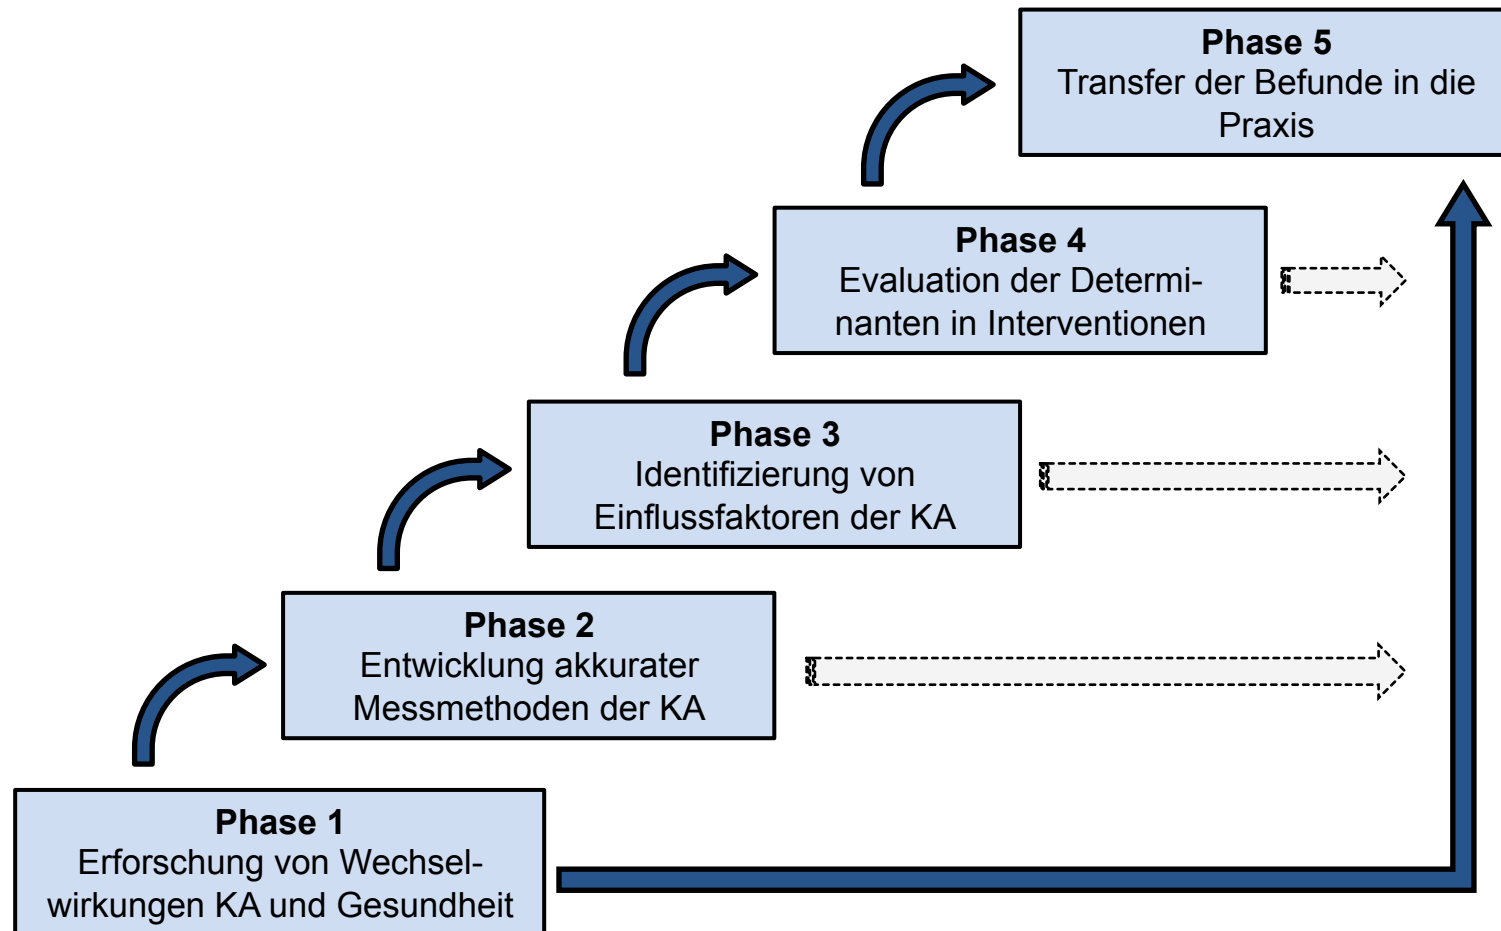 Phase 5
Transfer der Befunde in die
Praxis
Phase 4
Evaluation der Determi-
nanten in Interventionen
Phase 3
Identifizierung von
Einflussfaktoren der KA
Phase 2
Entwicklung akkurater
Messmethoden der KA
Phase 1
Erforschung von Wechsel-
wirkungen KA und Gesundheit